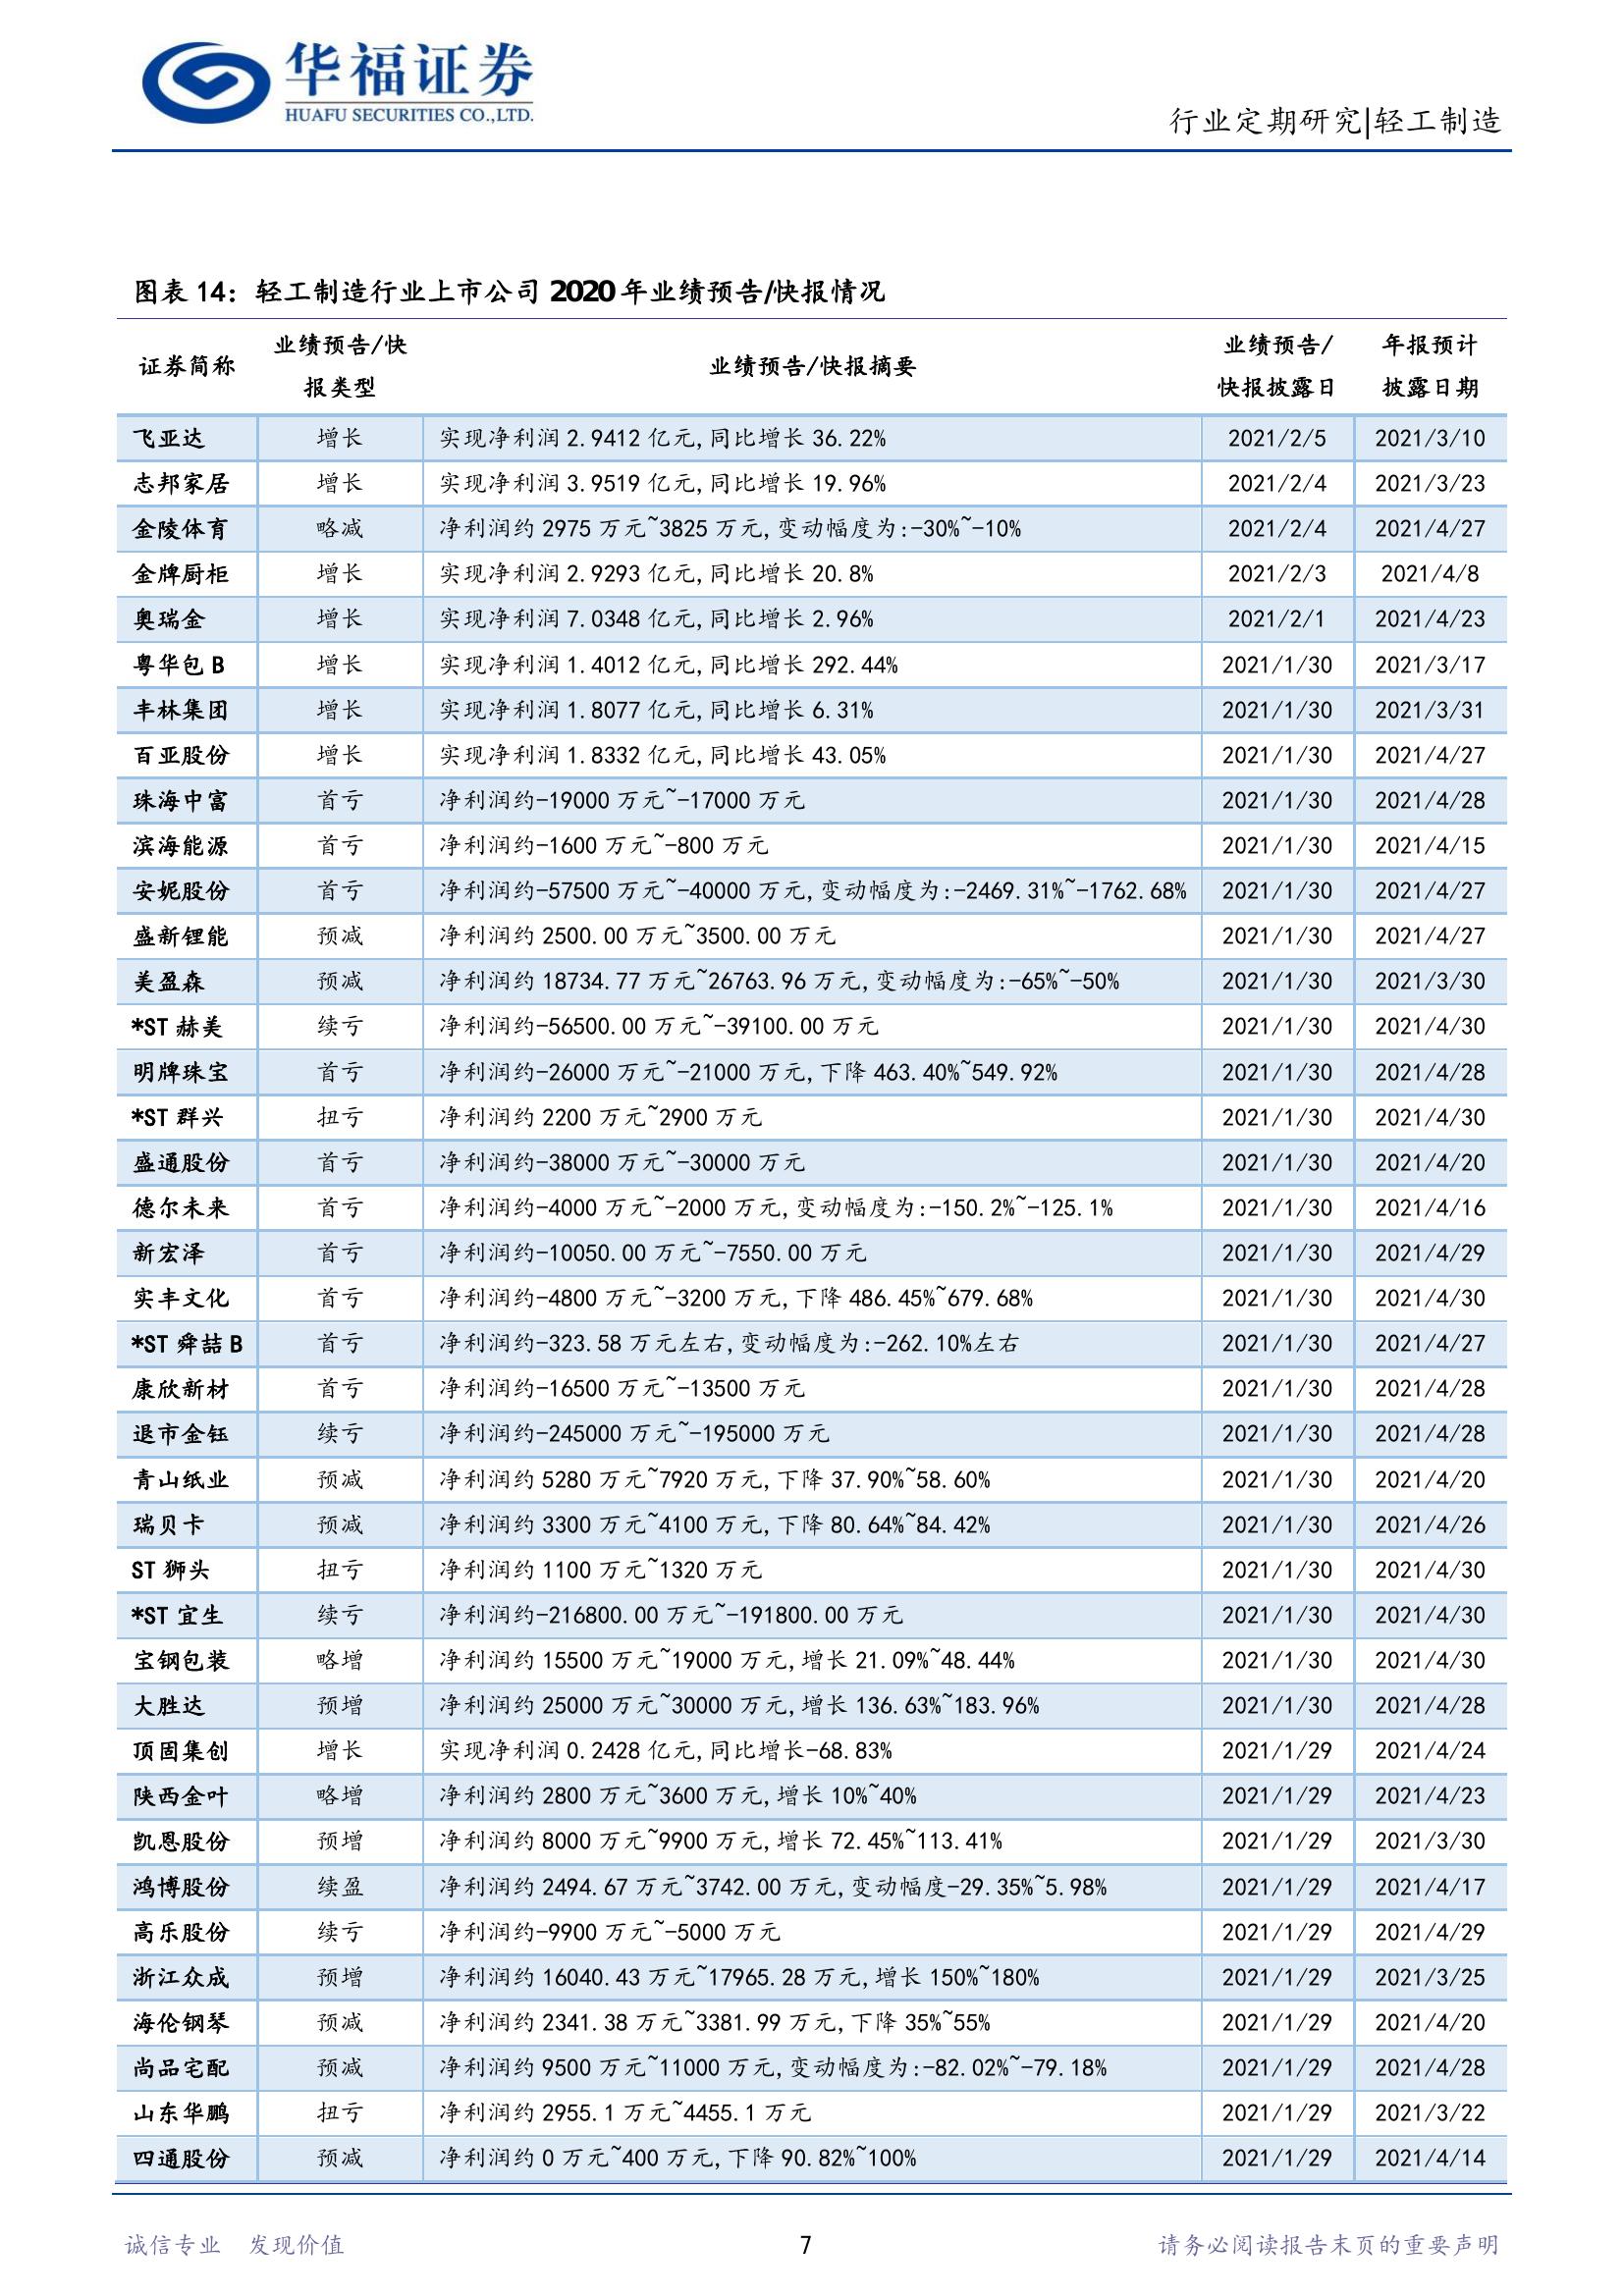 华福证券
HUAFU SECURITIES CO.,LTD.
行业定期研究|轻工制造
图表 14：轻工制造行业上市公司 2020 年业绩预告/快报情况
证券简称 业绩预告/快报类型 业绩预告/快报摘要 业绩预告/快报披露日 年报预计披露日期
飞亚达 增长 实现净利润 2.9412 亿元,同比增长 36.22% 2021/2/5 2021/3/10
志邦家居 增长 实现净利润 3.9519 亿元,同比增长 19.96% 2021/2/4 2021/3/23
金陵体育 略减 净利润约 2975 万元~3825 万元,变动幅度为:-30%~-10% 2021/2/4 2021/4/27
金牌厨柜 增长 实现净利润 2.9293 亿元,同比增长 20.8% 2021/2/3 2021/4/8
奥瑞金 增长 实现净利润 7.0348 亿元,同比增长 2.96% 2021/2/1 2021/4/23
粤华包 B 增长 实现净利润 1.4012 亿元,同比增长 292.44% 2021/1/30 2021/3/17
丰林集团 增长 实现净利润 1.8077 亿元,同比增长 6.31% 2021/1/30 2021/3/31
百亚股份 增长 实现净利润 1.8332 亿元,同比增长 43.05% 2021/1/30 2021/4/27
珠海中富 首亏 净利润约-19000 万元~-17000 万元 2021/1/30 2021/4/28
滨海能源 首亏 净利润约-1600 万元~-800 万元 2021/1/30 2021/4/15
安妮股份 首亏 净利润约-57500 万元~-40000 万元,变动幅度为:-2469.31%~-1762.68% 2021/1/30 2021/4/27
盛新锂能 预减 净利润约 2500.00 万元~3500.00 万元 2021/1/30 2021/4/27
美盈森 预减 净利润约 18734.77 万元~26763.96 万元,变动幅度为:-65%~-50% 2021/1/30 2021/3/30
*ST 赫美 续亏 净利润约-56500.00 万元~-39100.00 万元 2021/1/30 2021/4/30
明牌珠宝 首亏 净利润约-26000 万元~-21000 万元,下降 463.40%~549.92% 2021/1/30 2021/4/28
*ST 群兴 扭亏 净利润约 2200 万元~2900 万元 2021/1/30 2021/4/30
盛通股份 首亏 净利润约-38000 万元~-30000 万元 2021/1/30 2021/4/20
德尔未来 首亏 净利润约-4000 万元~-2000 万元,变动幅度为:-150.2%~-125.1% 2021/1/30 2021/4/16
新宏泽 首亏 净利润约-10050.00 万元~-7550.00 万元 2021/1/30 2021/4/29
实丰文化 首亏 净利润约-4800 万元~-3200 万元,下降 486.45%~679.68% 2021/1/30 2021/4/30
*ST 舜喆 B 首亏 净利润约-323.58 万元左右,变动幅度为:-262.10%左右 2021/1/30 2021/4/27
康欣新材 首亏 净利润约-16500 万元~-13500 万元 2021/1/30 2021/4/28
退市金钰 续亏 净利润约-245000 万元~-195000 万元 2021/1/30 2021/4/28
青山纸业 预减 净利润约 5280 万元~7920 万元,下降 37.90%~58.60% 2021/1/30 2021/4/20
瑞贝卡 预减 净利润约 3300 万元~4100 万元,下降 80.64%~84.42% 2021/1/30 2021/4/26
ST 狮头 扭亏 净利润约 1100 万元~1320 万元 2021/1/30 2021/4/30
*ST 宜生 续亏 净利润约-216800.00 万元~-191800.00 万元 2021/1/30 2021/4/30
宝钢包装 略增 净利润约 15500 万元~19000 万元,增长 21.09%~48.44% 2021/1/30 2021/4/30
大胜达 预增 净利润约 25000 万元~30000 万元,增长 136.63%~183.96% 2021/1/30 2021/4/28
顶固集创 增长 实现净利润 0.2428 亿元,同比增长-68.83% 2021/1/29 2021/4/24
陕西金叶 略增 净利润约 2800 万元~3600 万元,增长 10%~40% 2021/1/29 2021/4/23
凯恩股份 预增 净利润约 8000 万元~9900 万元,增长 72.45%~113.41% 2021/1/29 2021/3/30
鸿博股份 续盈 净利润约 2494.67 万元~3742.00 万元,变动幅度-29.35%~5.98% 2021/1/29 2021/4/17
高乐股份 续亏 净利润约-9900 万元~-5000 万元 2021/1/29 2021/4/29
浙江众成 预增 净利润约 16040.43 万元~17965.28 万元,增长 150%~180% 2021/1/29 2021/3/25
海伦钢琴 预减 净利润约 2341.38 万元~3381.99 万元,下降 35%~55% 2021/1/29 2021/4/20
尚品宅配 预减 净利润约 9500 万元~11000 万元,变动幅度为:-82.02%~-79.18% 2021/1/29 2021/4/28
山东华鹏 扭亏 净利润约 2955.1 万元~4455.1 万元 2021/1/29 2021/3/22
四通股份 预减 净利润约 0 万元~400 万元,下降 90.82%~100% 2021/1/29 2021/4/14
诚信专业 发现价值 7 请务必阅读报告末页的重要声明